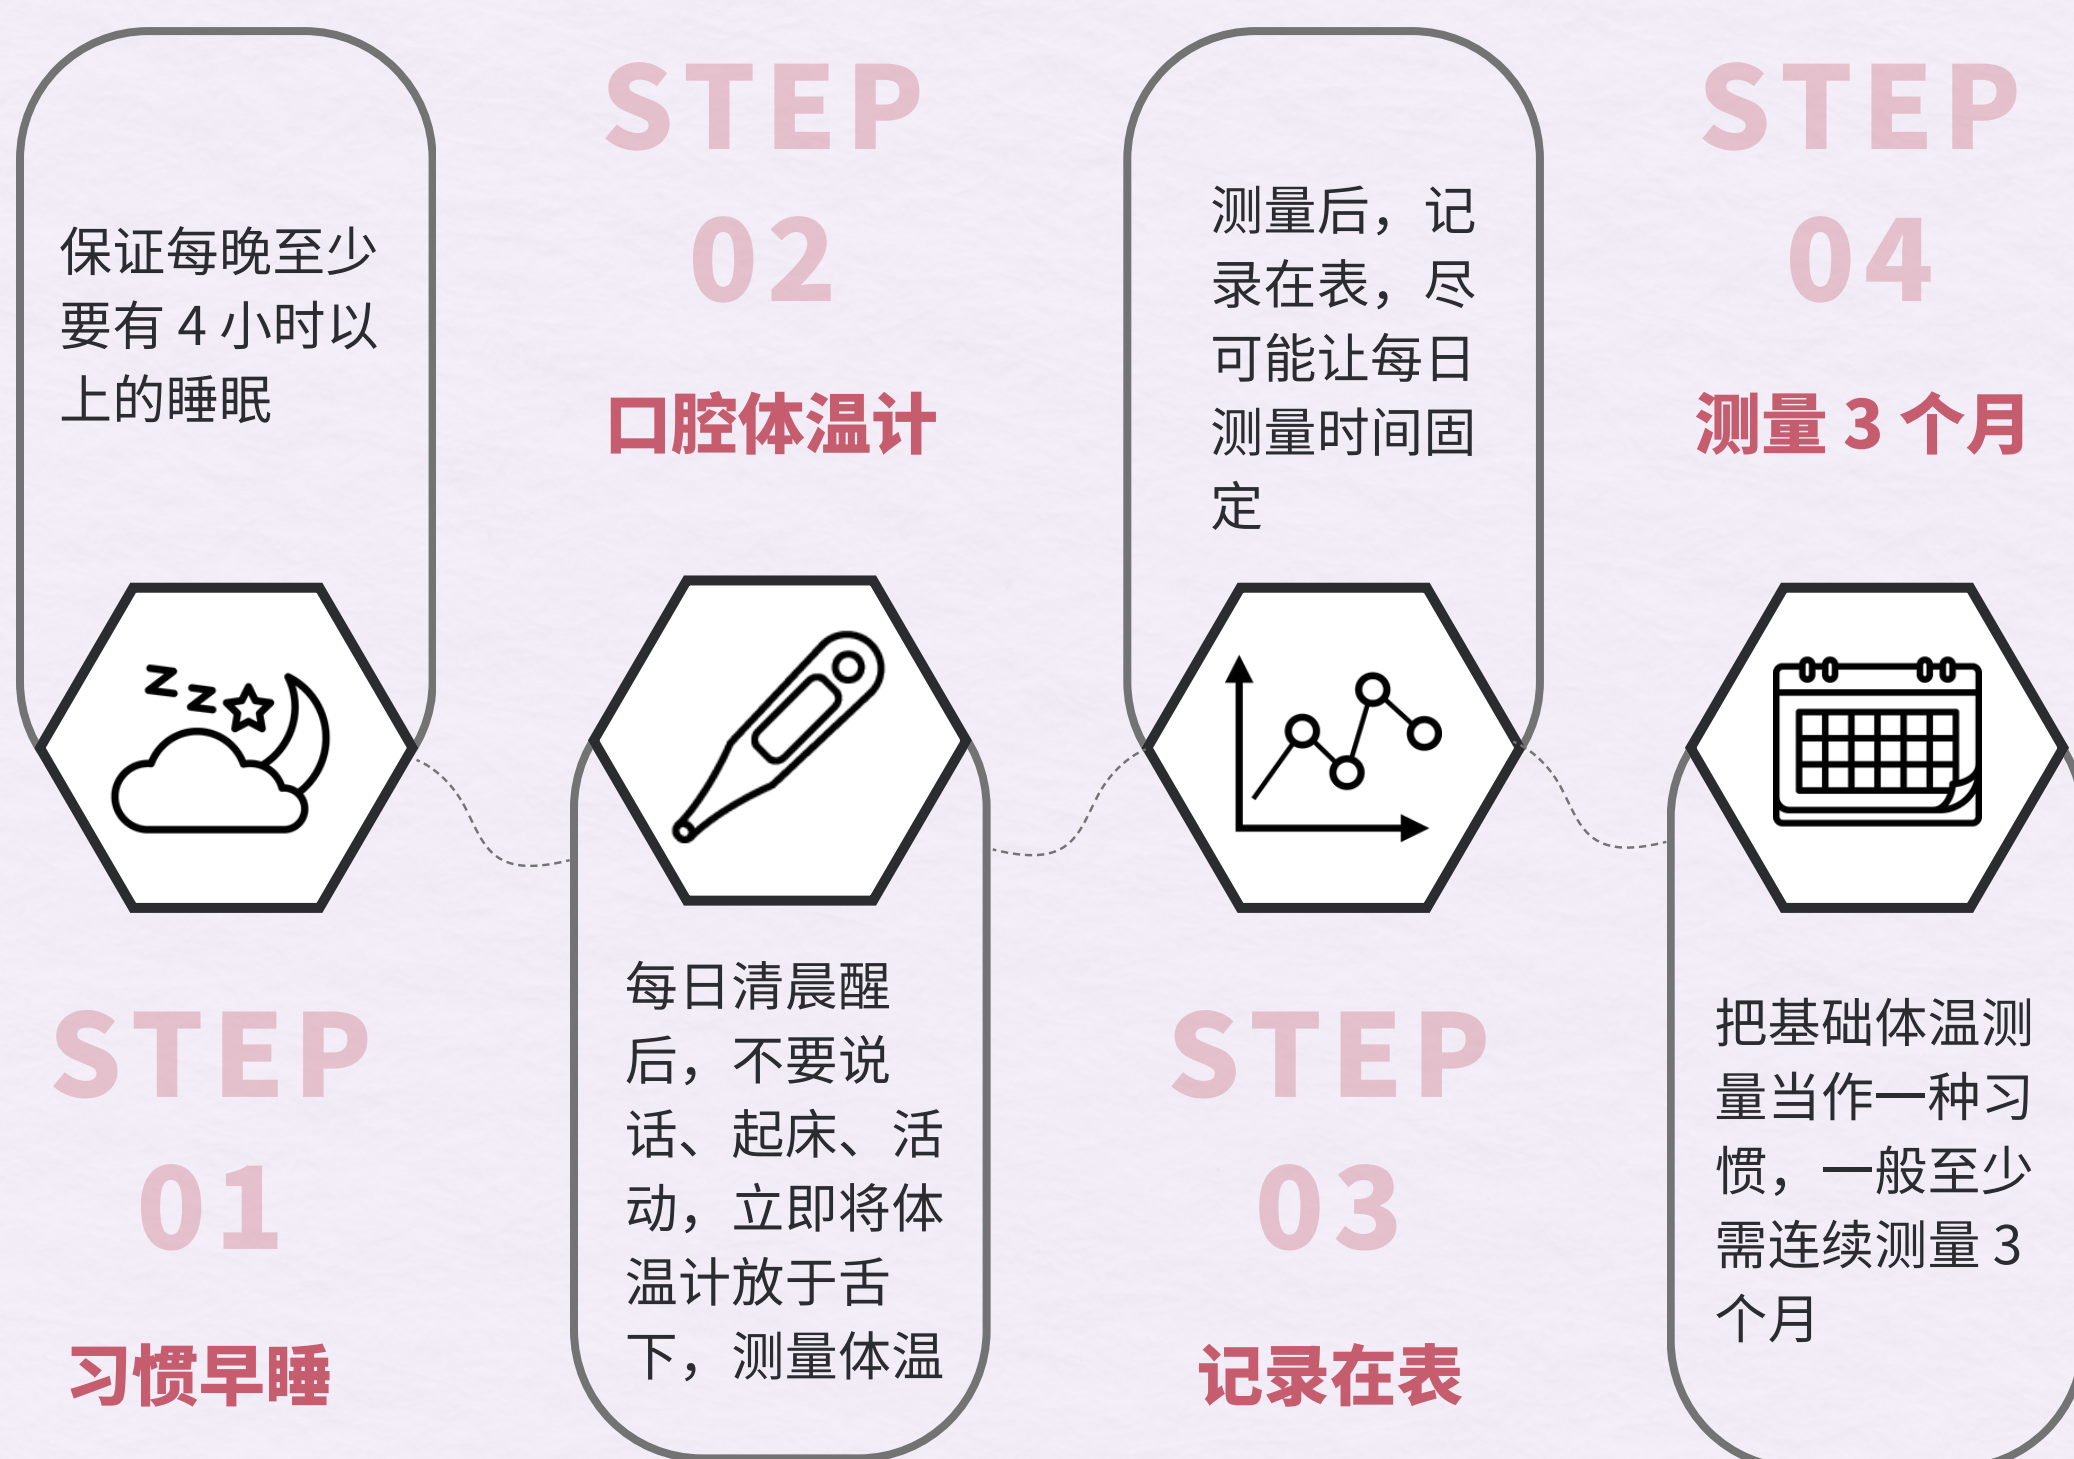 保证每晚至少
要有 4 小时以
上的睡眠
STEP
01
习惯早睡
STEP
02
口腔体温计
每日清晨醒
后，不要说
话、起床、活
动，立即将体
温计放于舌
下，测量体温
测量后，记
录在表，尽
可能让每日
测量时间固
定
STEP
03
记录在表
STEP
04
测量 3 个月
把基础体温测
量当作一种习
惯，一般至少
需连续测量 3
个月
zz